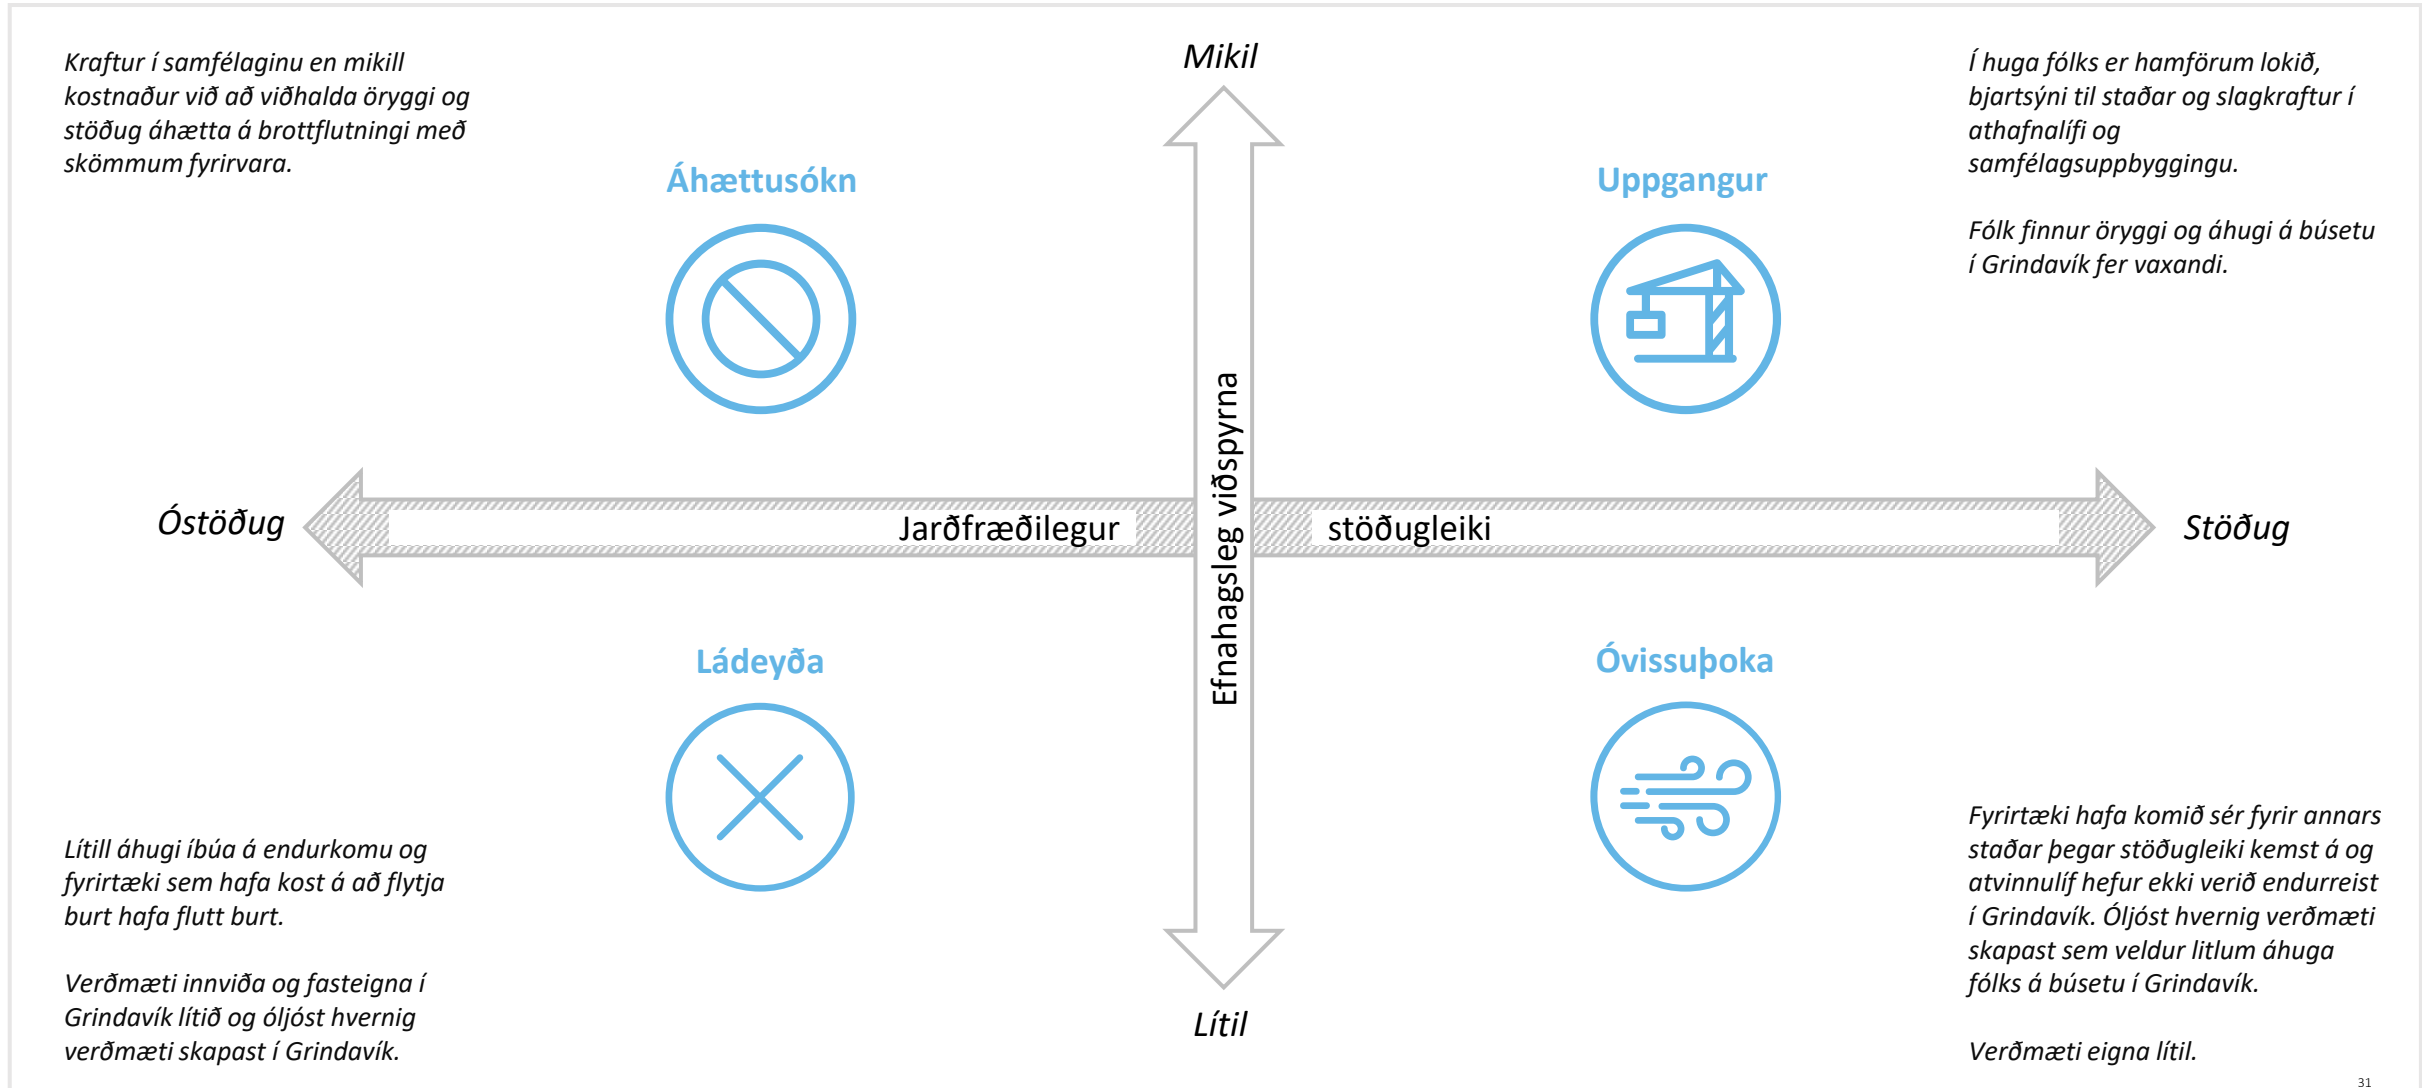 Kraftur í samfélaginu en mikill
kostnaður við að viðhalda öryggi og
stöðug áhætta á brottflutningi með
skömmum fyrirvara.
Mikil
Í huga fólks er hamförum lokið,
bjartsýni til staðar og slagkraftur í
athafnalífi og
samfélagsuppbyggingu.
Fólk finnur öryggi og áhugi á búsetu
í Grindavík fer vaxandi.
Áhættusókn
Uppgangur
Óstöðug
Jarðfræðilegur
Efnahagsleg viðspyrna
stöðugleiki
Stöðug
Ládeyða
Óvissuþoka
Lítill áhugi íbúa á endurkomu og
fyrirtæki sem hafa kost á að flytja
burt hafa flutt burt.
Verðmæti innviða og fasteigna í
Grindavík lítið og óljóst hvernig
verðmæti skapast í Grindavík.
Lítil
Fyrirtæki hafa komið sér fyrir annars
staðar þegar stöðugleiki kemst á og
atvinnulíf hefur ekki verið endurreist
í Grindavík. Óljóst hvernig verðmæti
skapast sem veldur litlum áhuga
fólks á búsetu í Grindavík.
Verðmæti eigna lítil.
31